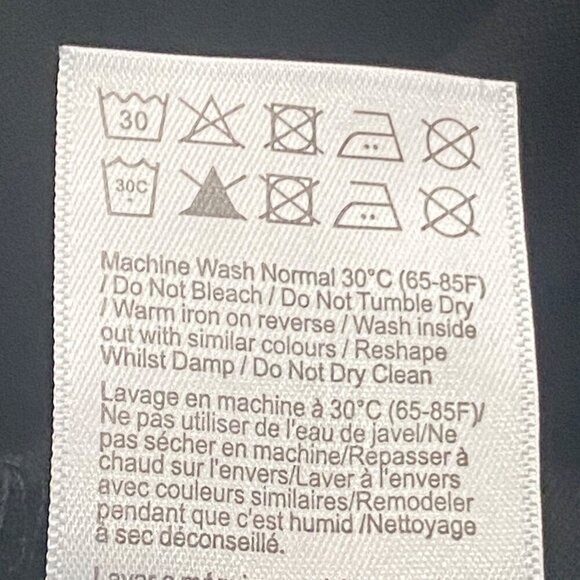 30
30C
Machine Wash Normal 30°C (65-85F)
/ Do Not Bleach / Do Not Tumble Dry
/ Warm iron on reverse / Wash inside
out with similar colours / Reshape
Whilst Damp / Do Not Dry Clean
Lavage en machine à 30°C (65-85F)/
Ne pas utiliser de l'eau de javel/Ne
pas sécher en machine/Repasser à
chaud sur l'envers/Laver à l'envers
avec couleurs similaires/Remodeler
pendant que c'est humid /Nettoyage
à sec déconseillé.